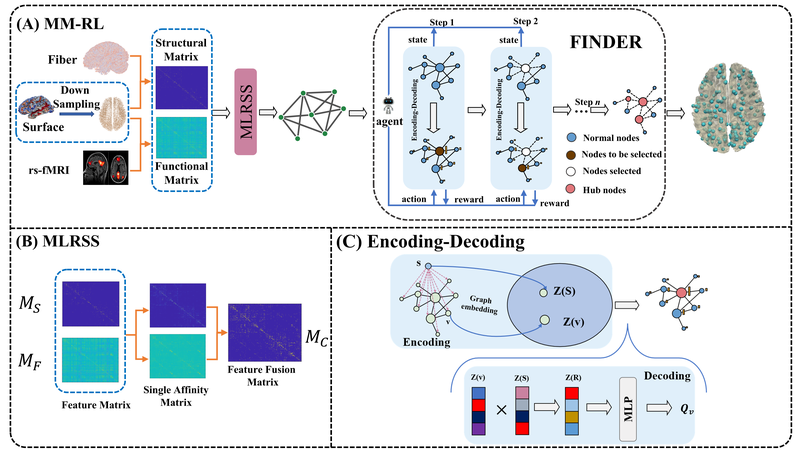 (A) MM-RL
Fiber
Down
Sampling
Surface
rs-fMRI
Structural
Matrix
Functional
Matrix
MLRSS
agent
Step 1
Step 2
state
state
FINDER
Encoding-Decoding
Encoding-Decoding
Step n
action
reward
action
reward
Normal nodes
Nodes to be selected
Nodes selected
Hub nodes
(B) MLRSS
M_S
M_F
M_C
Feature Matrix
Single Affinity
Matrix
Feature Fusion
Matrix
(C) Encoding-Decoding
S
v
Encoding
Graph
embedding
Z(S)
Z(v)
Z(v)
Z(S)
Z(R)
Decoding
×
MLP
Q_v